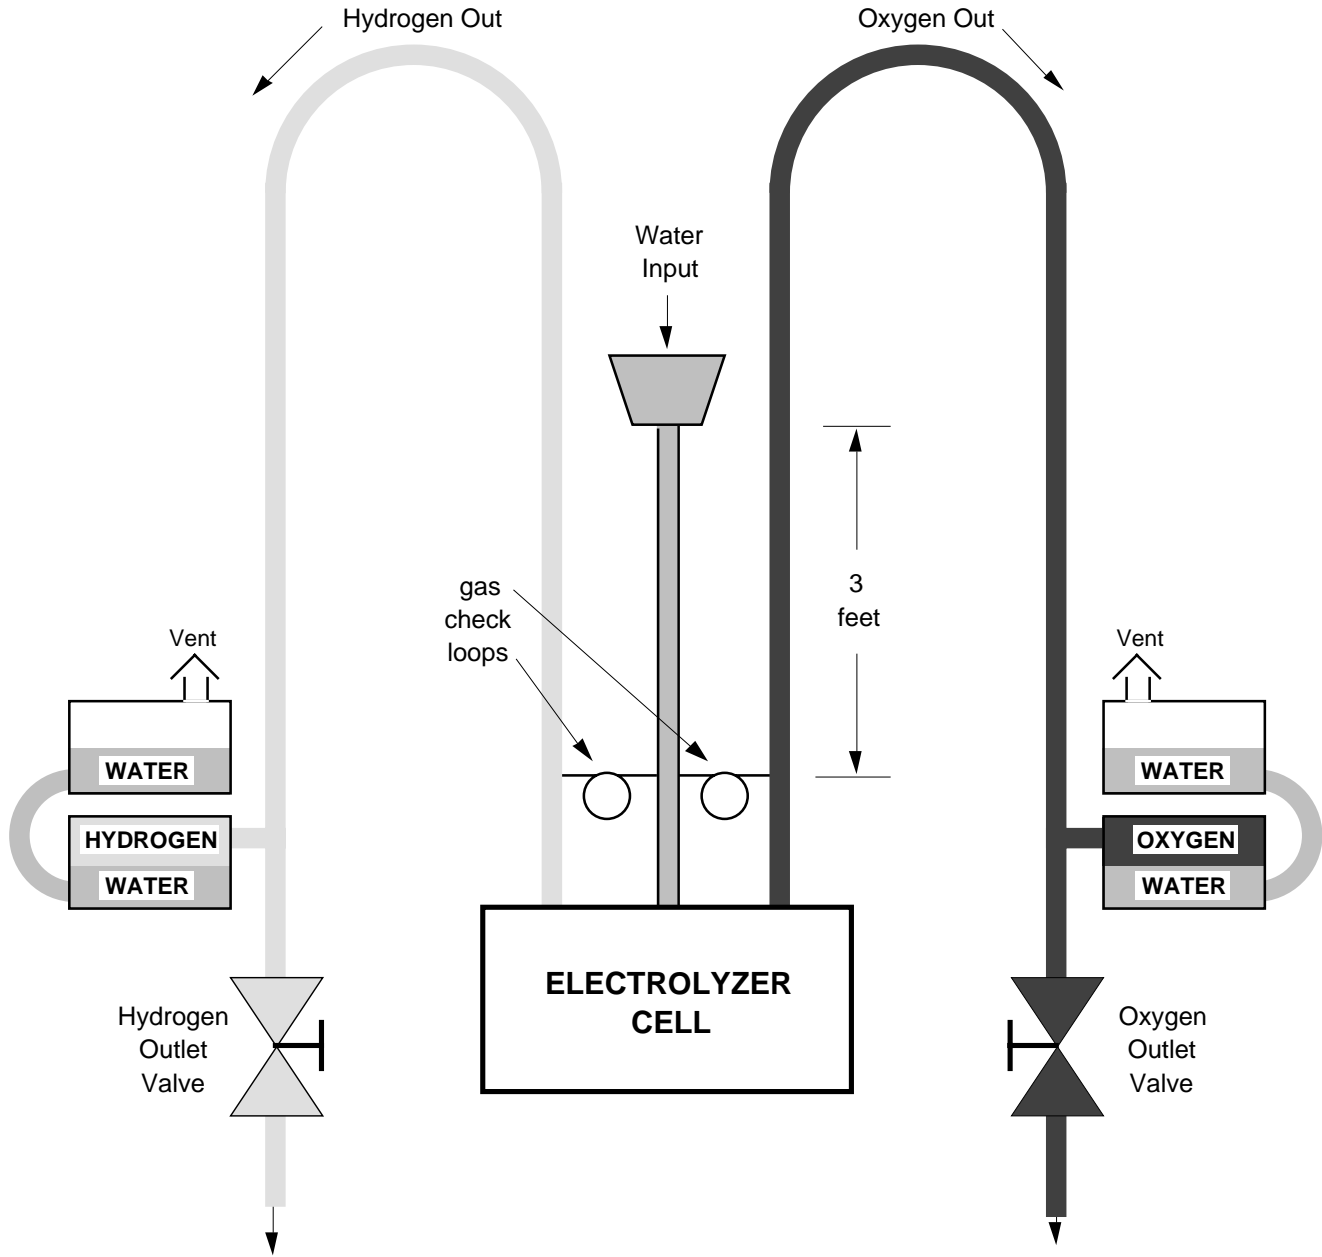 Hydrogen Out
Oxygen Out
Water
Input
3
feet
gas
check
loops
Vent
WATER
HYDROGEN
WATER
Vent
WATER
OXYGEN
WATER
ELECTROLYZER
CELL
Hydrogen
Outlet
Valve
Oxygen
Outlet
Valve